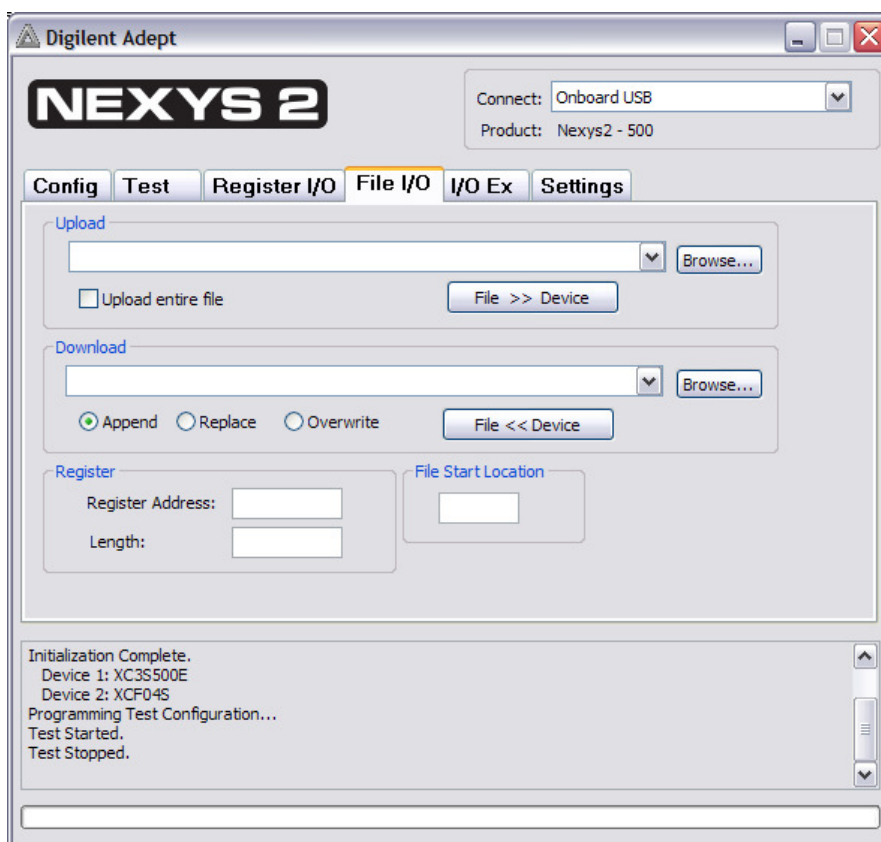 Digilent Adept
NEXYS 2
Connect: Onboard USB
Product: Nexys2 - 500
Config Test Register I/O File I/O I/O Ex Settings
Upload
Browse...
Upload entire file File >> Device
Download
Browse...
Append Replace Overwrite File << Device
Register File Start Location
Register Address:
Length:
Initialization Complete.
Device 1: XC3S500E
Device 2: XCF04S
Programming Test Configuration...
Test Started.
Test Stopped.